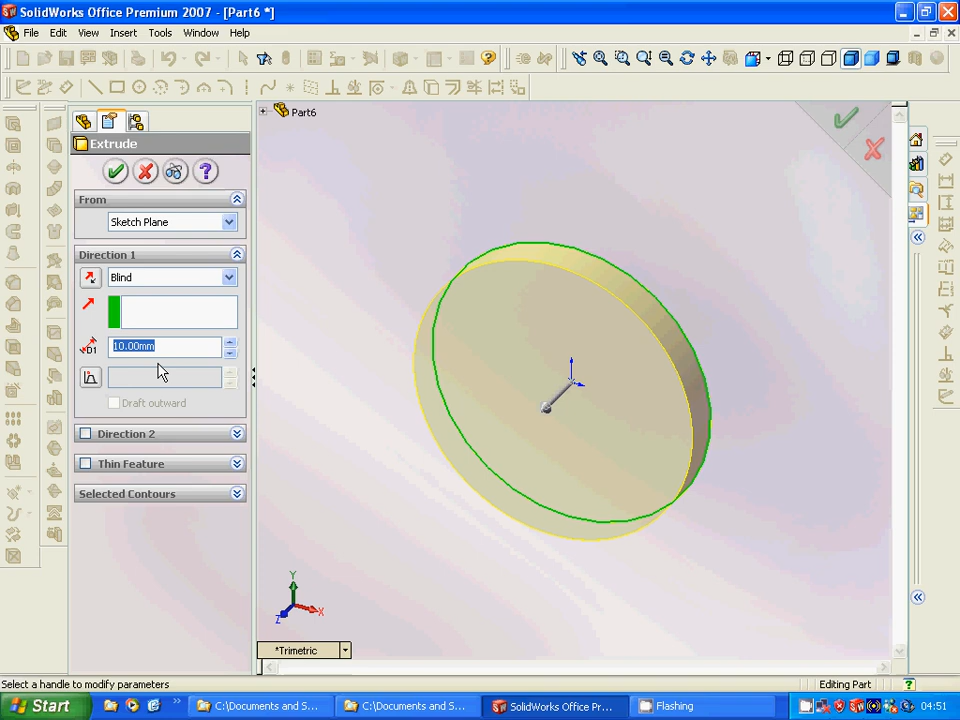 SolidWorks Office Premium 2007 - [Part6 *]
File Edit View Insert Tools Window Help
Part6
Extrude
From
Sketch Plane
Direction 1
Blind
D1
10.00mm
Draft outward
Direction 2
Thin Feature
Selected Contours
Y
X
Z
*Trimetric
Select a handle to modify parameters
Editing Part
Start
C:\Documents and S...
C:\Documents and S...
SolidWorks Office Pr...
Flashing
04:51